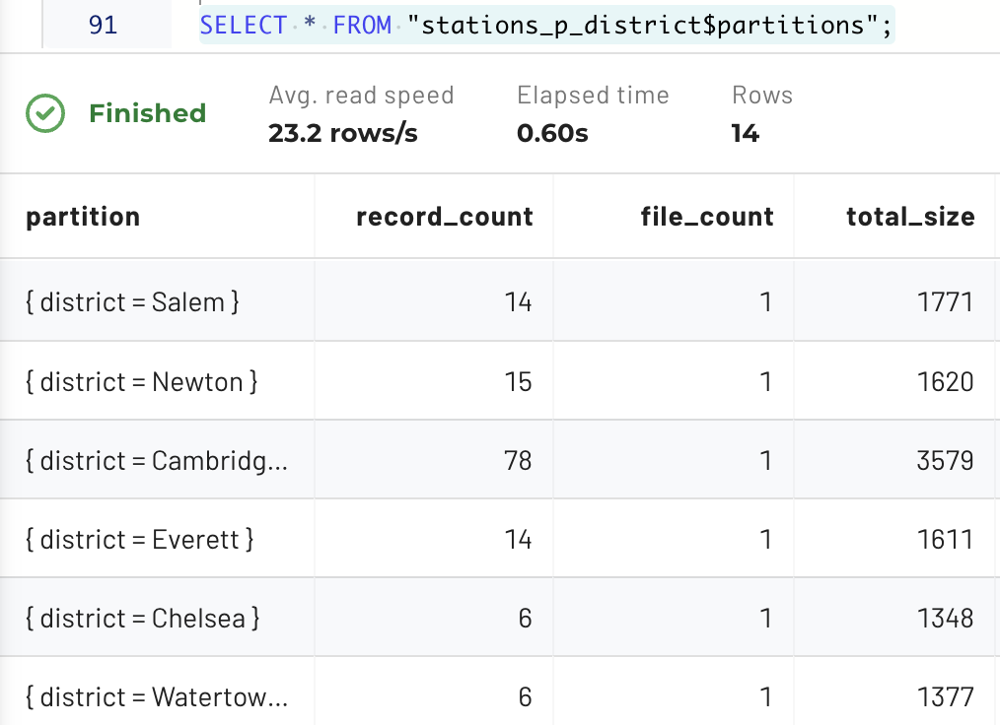 91 SELECT * FROM "stations_p_district$partitions";
Finished
Avg. read speed Elapsed time Rows
23.2 rows/s 0.60s 14
partition record_count file_count total_size
{ district = Salem } 14 1 1771
{ district = Newton } 15 1 1620
{ district = Cambridg... 78 1 3579
{ district = Everett } 14 1 1611
{ district = Chelsea } 6 1 1348
{ district = Watertow... 6 1 1377